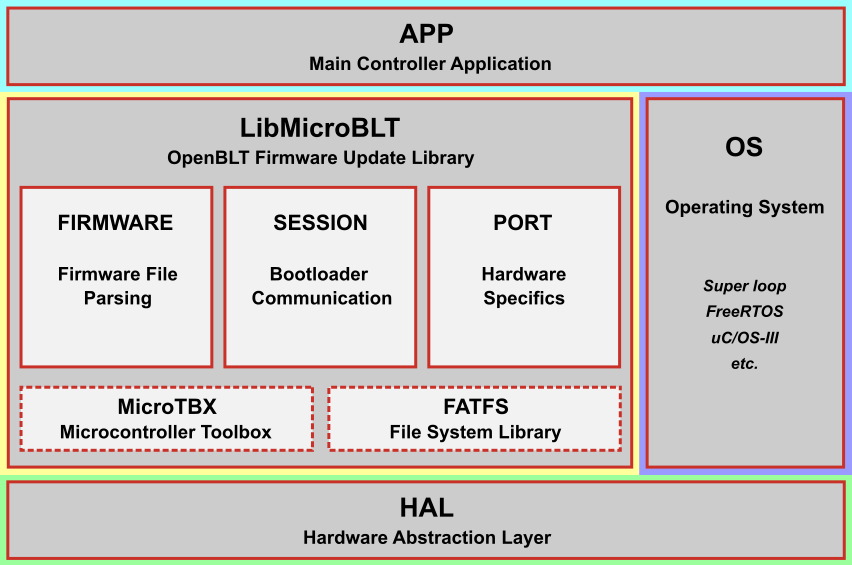 APP
Main Controller Application
LibMicroBLT
OpenBLT Firmware Update Library
FIRMWARE
Firmware File
Parsing
SESSION
Bootloader
Communication
PORT
Hardware
Specifics
MicroTBX
Microcontroller Toolbox
FATFS
File System Library
OS
Operating System
Super loop
FreeRTOS
uC/OS-III
etc.
HAL
Hardware Abstraction Layer